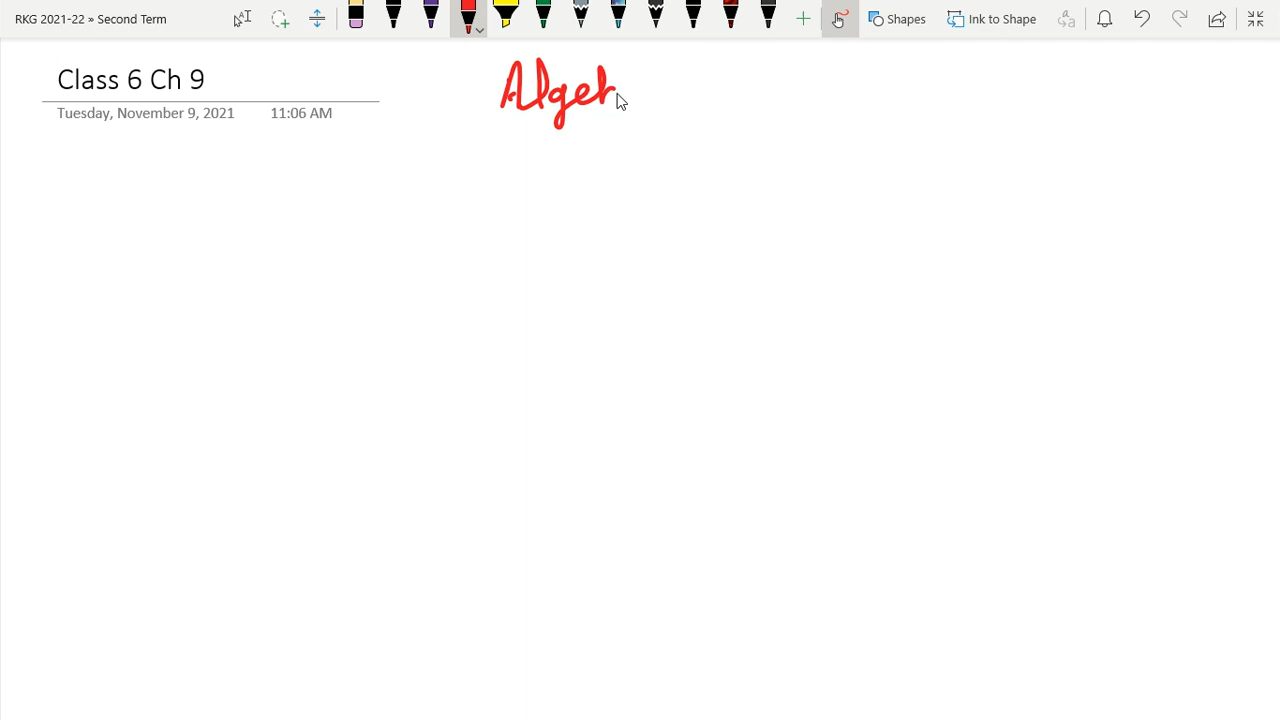 RKG 2021-22 » Second Term
Shapes
Ink to Shape
Class 6 Ch 9
Tuesday, November 9, 2021 11:06 AM
Algeb